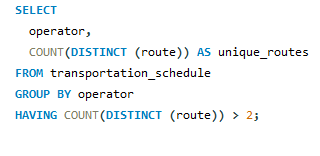 SELECT
operator,
COUNT(DISTINCT (route)) AS unique_routes
FROM transportation_schedule
GROUP BY operator
HAVING COUNT(DISTINCT (route)) > 2;